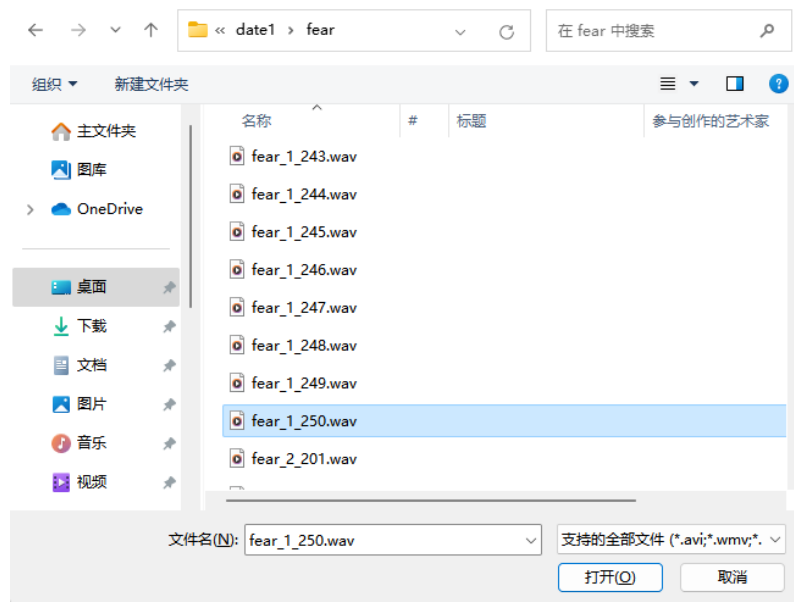 « date1 › fear
在 fear 中搜索
组织 新建文件夹
名称 # 标题 参与创作的艺术家
主文件夹
图库
OneDrive
桌面
下载
文档
图片
音乐
视频
fear_1_243.wav
fear_1_244.wav
fear_1_245.wav
fear_1_246.wav
fear_1_247.wav
fear_1_248.wav
fear_1_249.wav
fear_1_250.wav
fear_2_201.wav
文件名(N): fear_1_250.wav
支持的全部文件 (*.avi;*.wmv;*.
打开(O) 取消